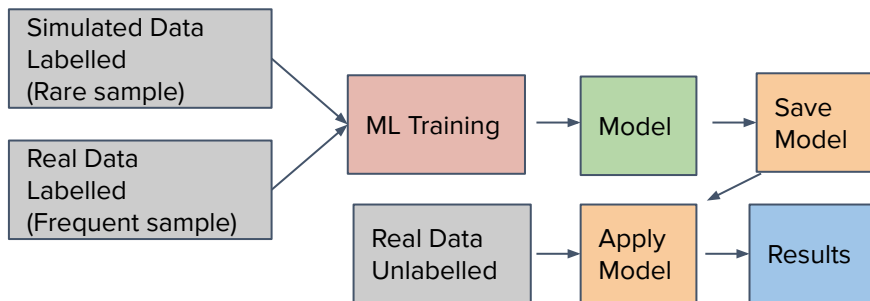 Simulated Data
Labelled
(Rare sample)
ML Training
Model
Save
Model
Real Data
Labelled
(Frequent sample)
Real Data
Unlabelled
Apply
Model
Results